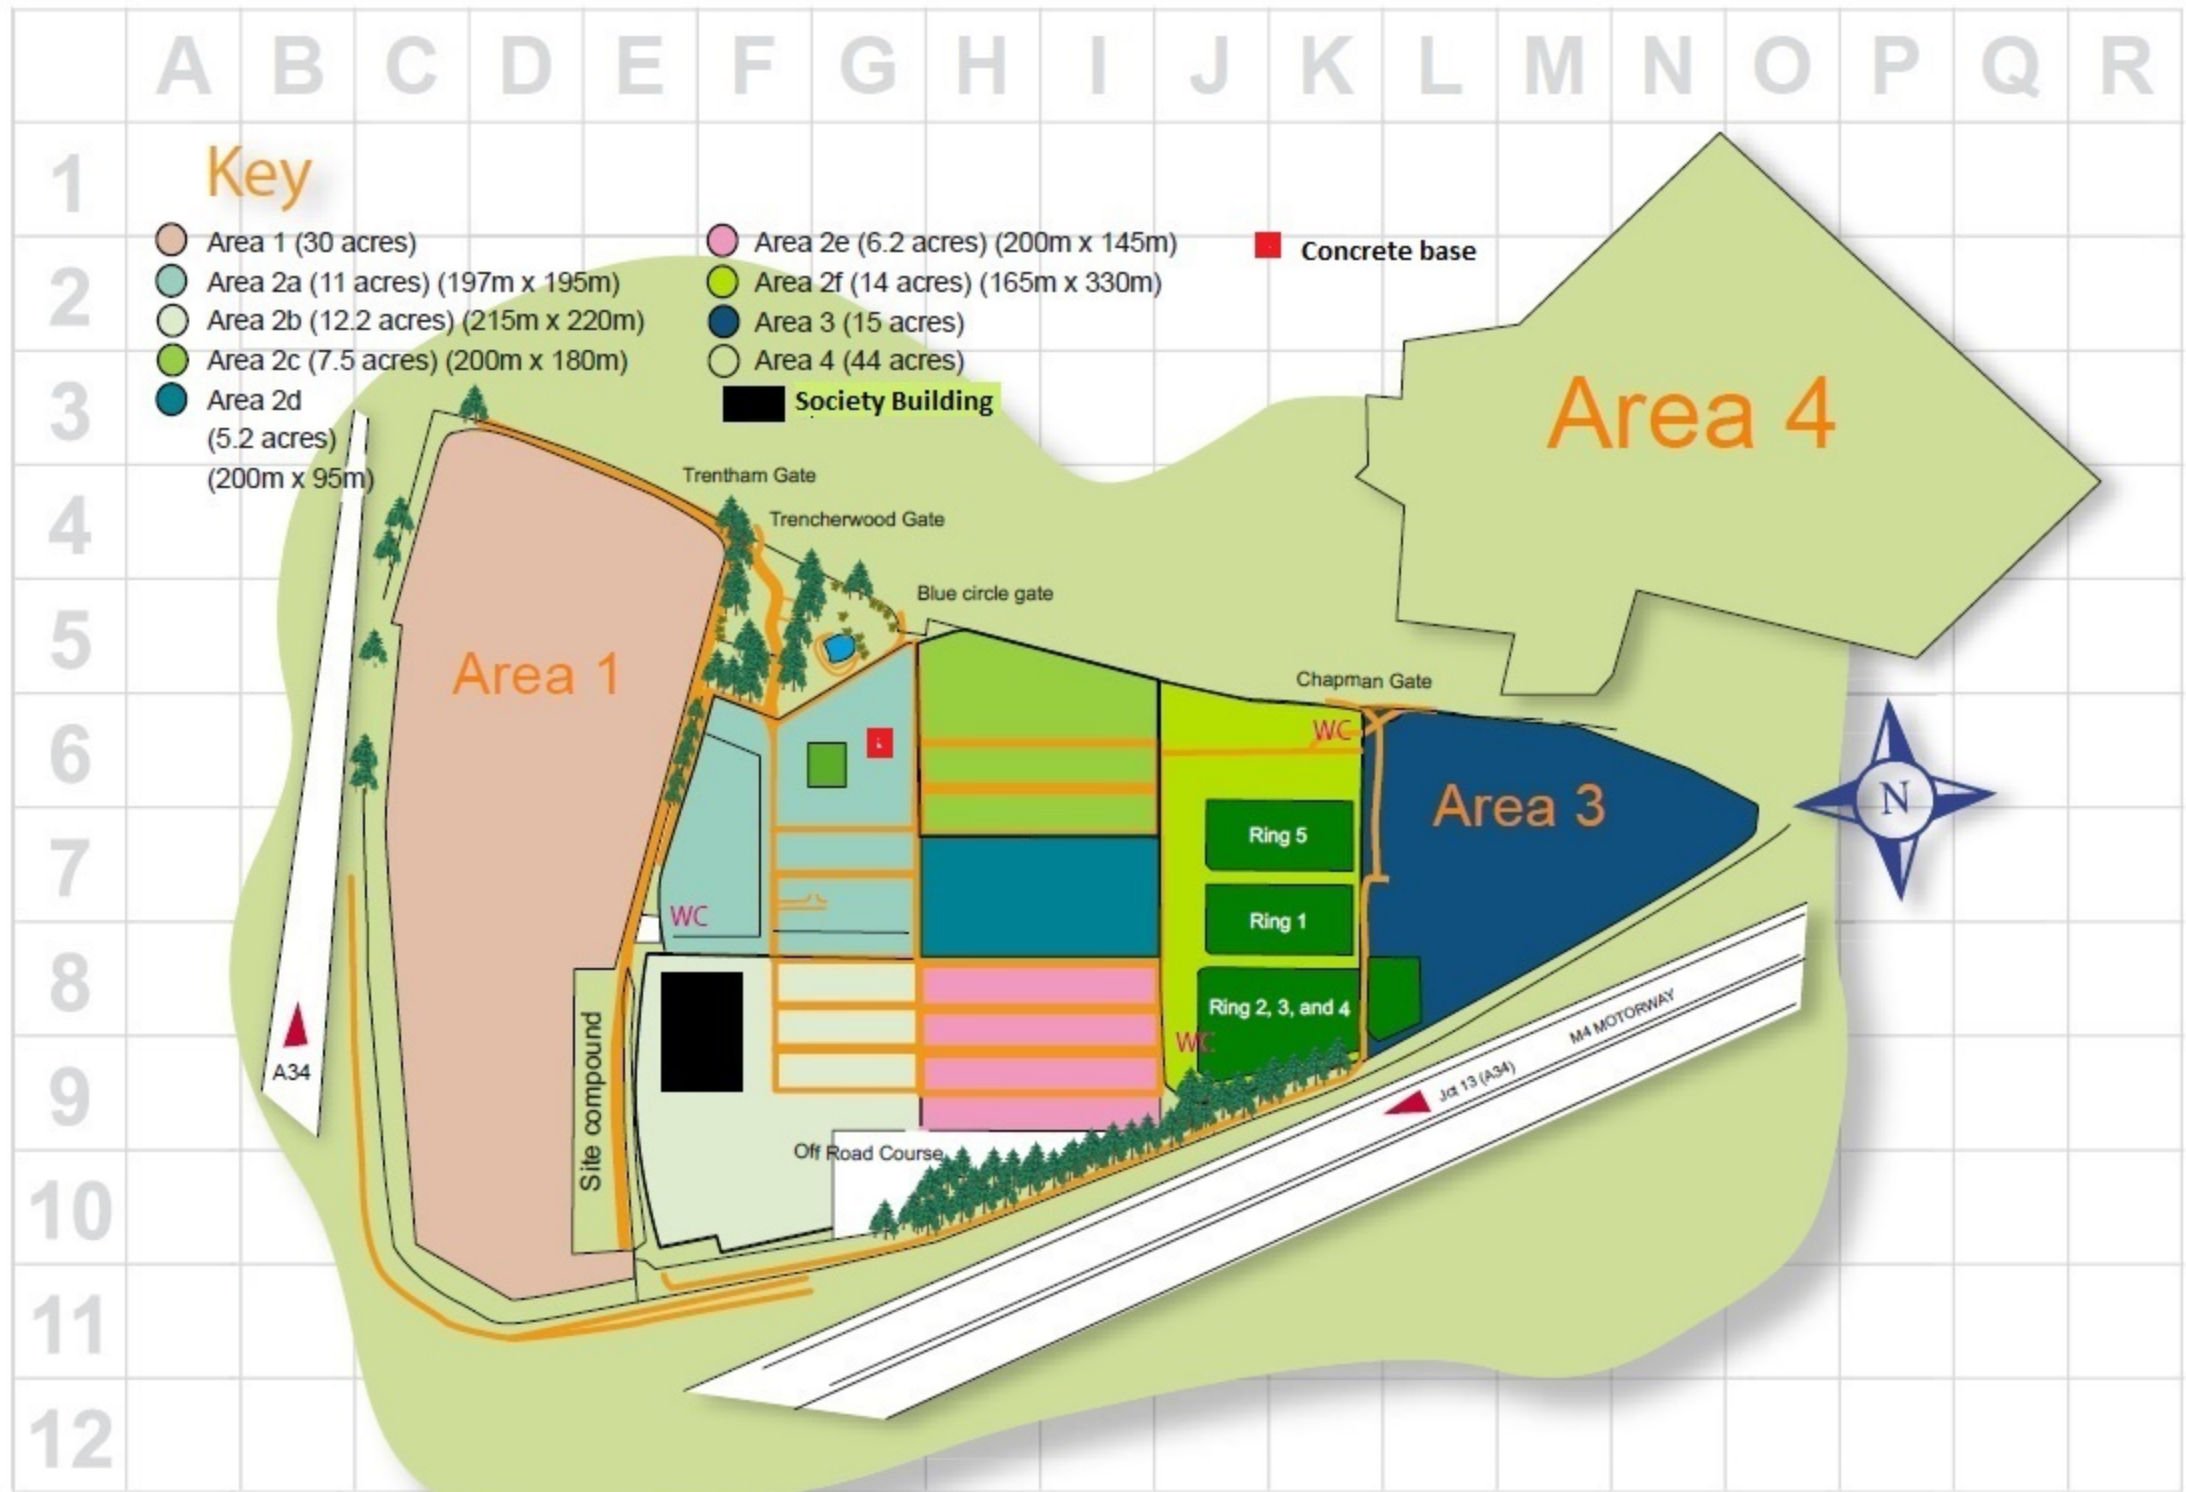 A B C D E F G H I J K L M N O P Q R
1
2
3
4
5
6
7
8
9
10
11
12
Key
Area 1 (30 acres)
Area 2a (11 acres) (197m x 195m)
Area 2b (12.2 acres) (215m x 220m)
Area 2c (7.5 acres) (200m x 180m)
Area 2d
(5.2 acres)
(200m x 95m)
Area 2e (6.2 acres) (200m x 145m)
Area 2f (14 acres) (165m x 330m)
Area 3 (15 acres)
Area 4 (44 acres)
Society Building
Concrete base
Area 4
Trentham Gate
Trencherwood Gate
Blue circle gate
Area 1
Chapman Gate
WC
Area 3
N
Ring 5
WC
Ring 1
Ring 2, 3, and 4
WC
Site compound
A34
M4 MOTORWAY
Jct 13 (A34)
Off Road Course